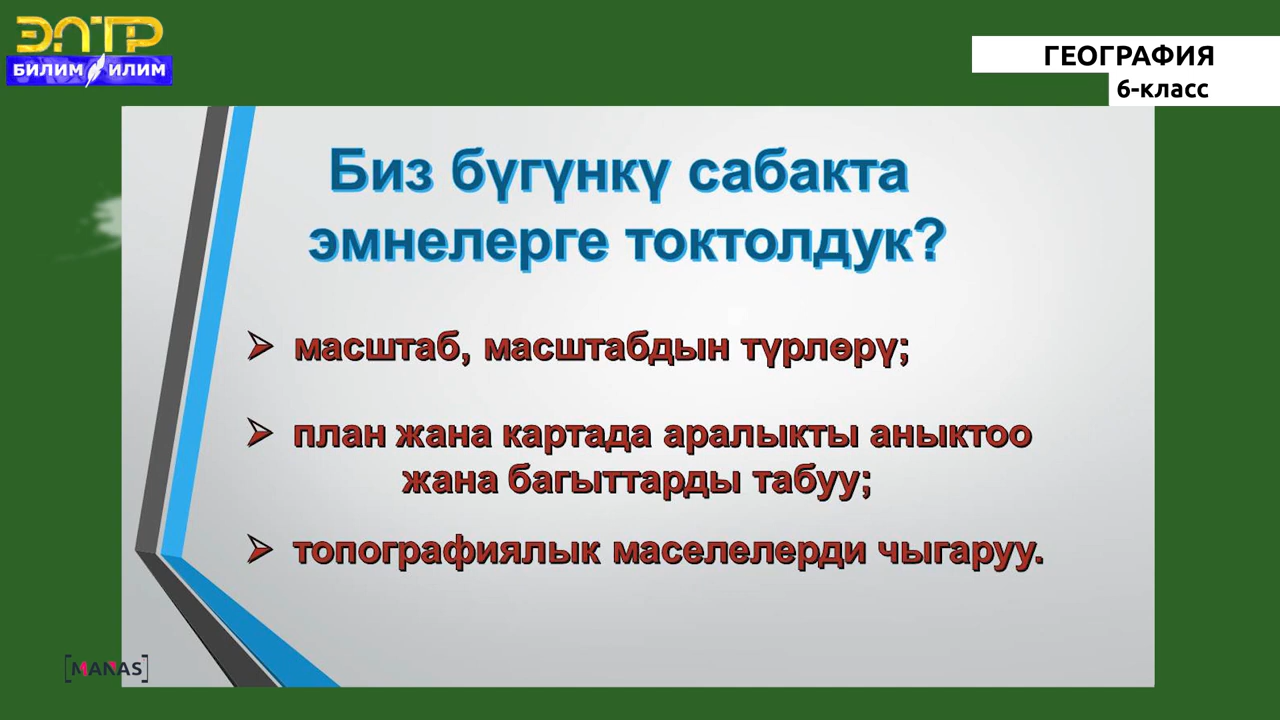 ЭЛТР
БИЛИМ ИЛИМ
ГЕОГРАФИЯ
6-класс
Биз бүгүнкү сабакта
эмнелерге токтолдук?
➢ масштаб, масштабдын түрлөрү;
➢ план жана картада аралыкты аныктоо
жана багыттарды табуу;
➢ топографиялык маселелерди чыгаруу.
[MANAS]